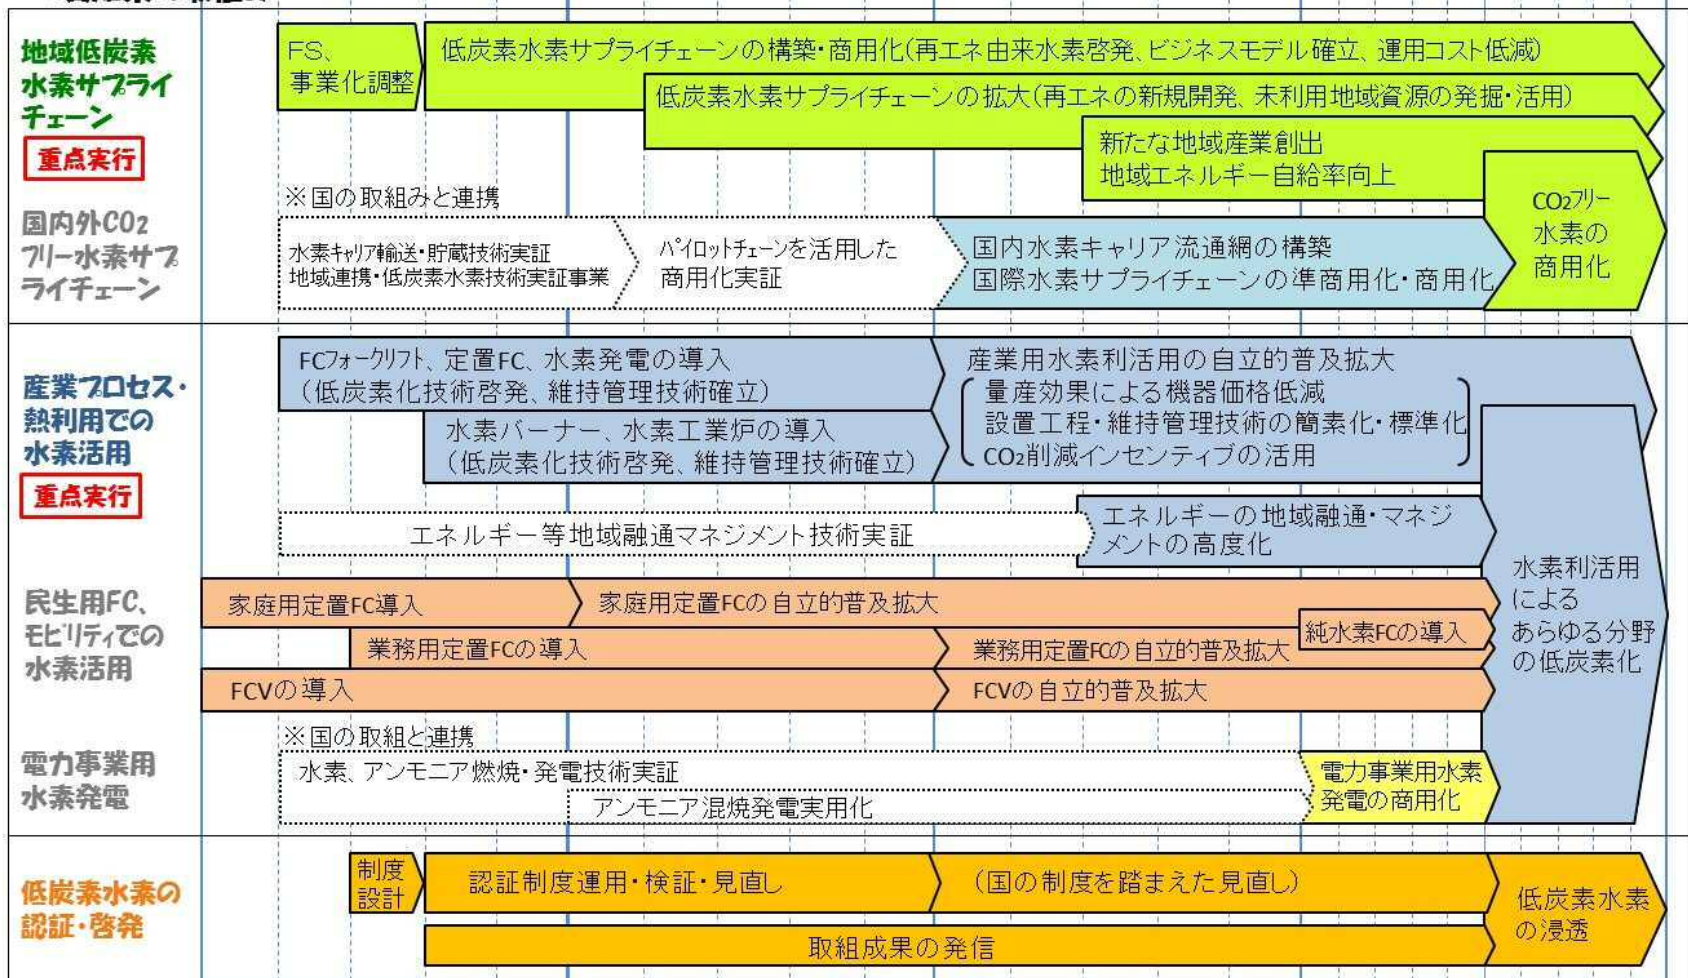 地域低炭素
水素サプライ
チェーン
重点実行
FS、
事業化調整
低炭素水素サプライチェーンの構築・商用化(再エネ由来水素啓発、ビジネスモデル確立、運用コスト低減)
低炭素水素サプライチェーンの拡大(再エネの新規開発、未利用地域資源の発掘・活用)
新たな地域産業創出
地域エネルギー自給率向上
国内外CO2
フリー水素サプ
ライチェーン
※国の取組みと連携
水素キャリア輸送・貯蔵技術実証
地域連携・低炭素水素技術実証事業
パイロットチェーンを活用した
商用化実証
国内水素キャリア流通網の構築
国際水素サプライチェーンの準商用化・商用化
CO2フリー
水素の
商用化
産業プロセス・
熱利用での
水素活用
重点実行
FCフォークリフト、定置FC、水素発電の導入
(低炭素化技術啓発、維持管理技術確立)
水素バーナー、水素工業炉の導入
(低炭素化技術啓発、維持管理技術確立)
産業用水素利活用の自立的普及拡大
量産効果による機器価格低減
設置工程・維持管理技術の簡素化・標準化
CO2削減インセンティブの活用
エネルギー等地域融通マネジメント技術実証
エネルギーの地域融通・マネジ
メントの高度化
民生用FC、
モビリティでの
水素活用
家庭用定置FC導入
家庭用定置FCの自立的普及拡大
業務用定置FCの導入
業務用定置FCの自立的普及拡大
純水素FCの導入
FCVの導入
FCVの自立的普及拡大
水素利活用
による
あらゆる分野
の低炭素化
電力事業用
水素発電
※国の取組と連携
水素、アンモニア燃焼・発電技術実証
アンモニア混焼発電実用化
電力事業用水素
発電の商用化
低炭素水素の
認証・啓発
制度
設計
認証制度運用・検証・見直し
(国の制度を踏まえた見直し)
取組成果の発信
低炭素水素
の浸透